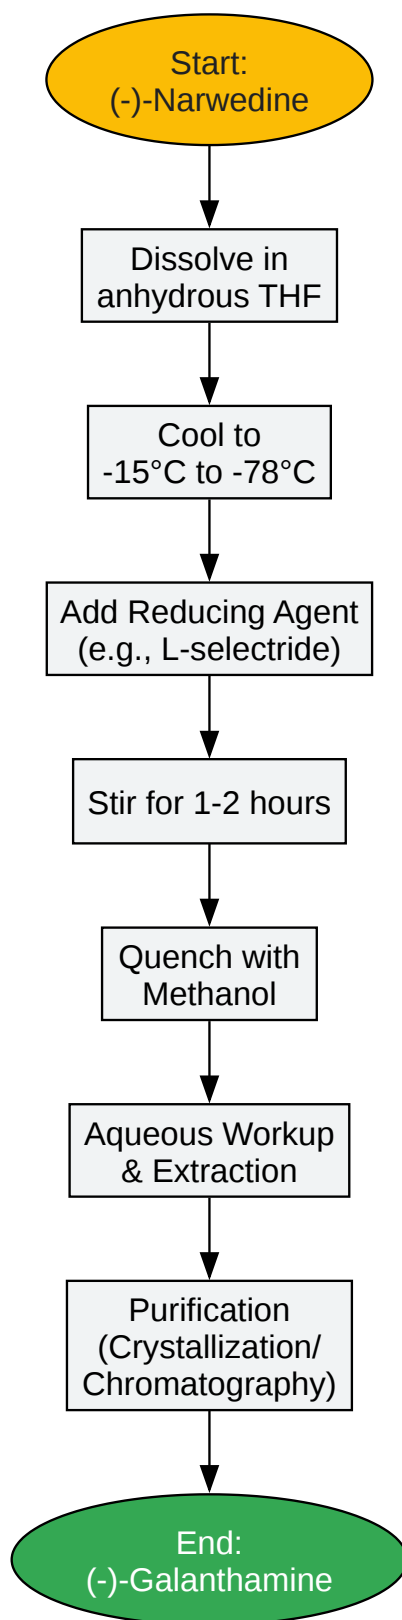 Start:
(-)-Narwedine
Dissolve in
anhydrous THF
Cool to
-15°C to -78°C
Add Reducing Agent
(e.g., L-selectride)
Stir for 1-2 hours
Quench with
Methanol
Aqueous Workup
& Extraction
Purification
(Crystallization/
Chromatography)
End:
(-)-Galanthamine